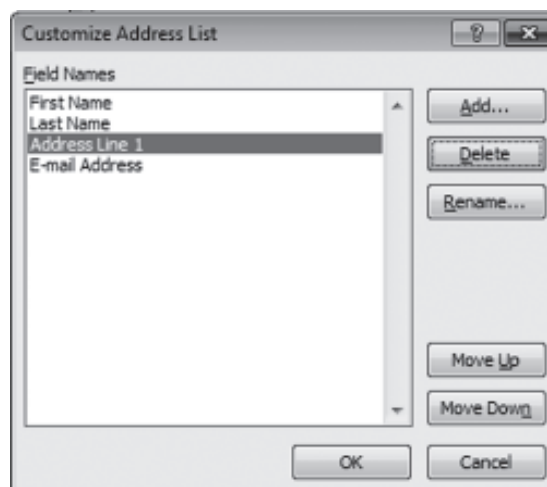 Customize Address List
Field Names
First Name
Last Name
Address Line 1
E-mail Address
Add...
Delete
Rename...
Move Up
Move Down
OK
Cancel